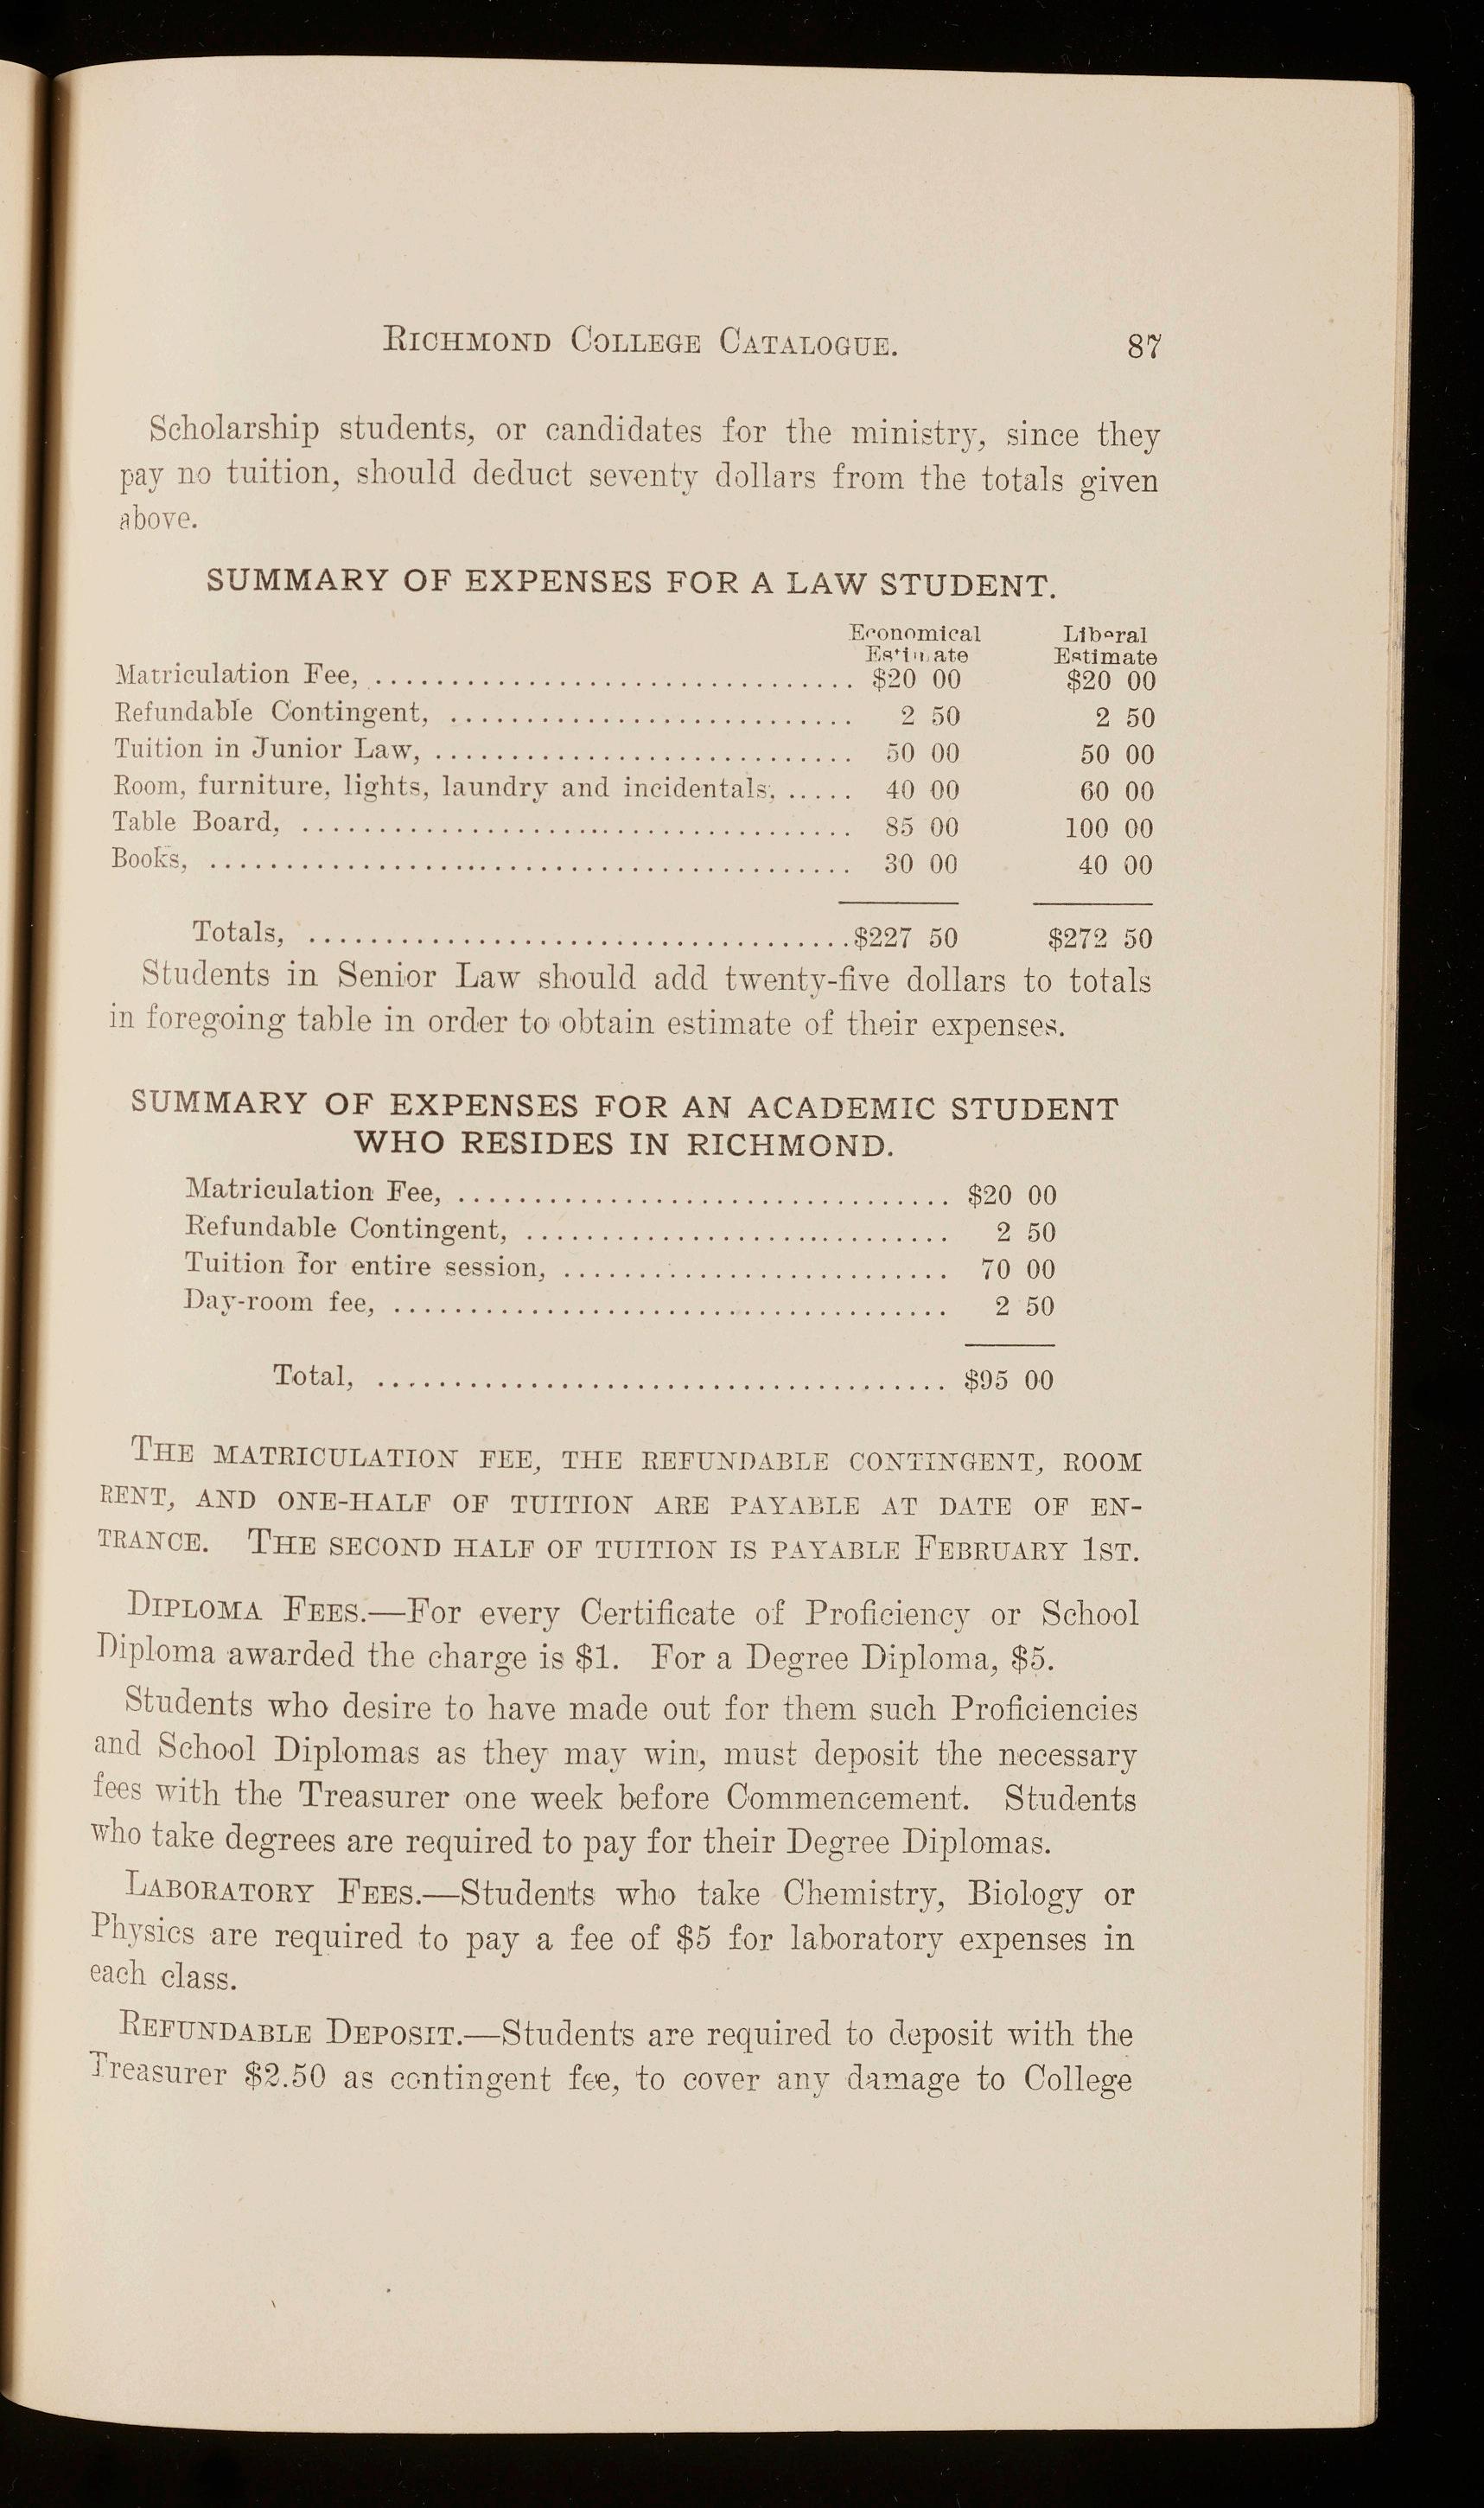 RICHMOND COLLEGE CATALOGUE. 87
Scholarship students, or candidates for the ministry, since they
pay no tuition, should deduct seventy dollars from the totals given
above.
SUMMARY OF EXPENSES FOR A LAW STUDENT.
Economical Liberal
Estimate Estimate
Matriculation Fee, ................................ $20 00 $20 00
Refundable Contingent, ........................... 2 50 2 50
Tuition in Junior Law, ............................ 50 00 50 00
Room, furniture, lights, laundry and incidentals, ..... 40 00 60 00
Table Board, .................................... 85 00 100 00
Books, .......................................... 30 00 40 00
Totals, ....................................$227 50 $272 50
Students in Senior Law should add twenty-five dollars to totals
in foregoing table in order to obtain estimate of their expenses.
SUMMARY OF EXPENSES FOR AN ACADEMIC STUDENT
WHO RESIDES IN RICHMOND.
Matriculation Fee, ................................ $20 00
Refundable Contingent, ............................ 2 50
Tuition for entire session, ......................... 70 00
Day-room fee, .................................... 2 50
Total, ..................................... $95 00
THE MATRICULATION FEE, THE REFUNDABLE CONTINGENT, ROOM
RENT, AND ONE-HALF OF TUITION ARE PAYABLE AT DATE OF EN-
TRANCE. THE SECOND HALF OF TUITION IS PAYABLE FEBRUARY 1ST.
DIPLOMA FEES.—For every Certificate of Proficiency or School
Diploma awarded the charge is $1. For a Degree Diploma, $5.
Students who desire to have made out for them such Proficiencies
and School Diplomas as they may win, must deposit the necessary
fees with the Treasurer one week before Commencement. Students
who take degrees are required to pay for their Degree Diplomas.
LABORATORY FEES.—Students who take Chemistry, Biology or
Physics are required to pay a fee of $5 for laboratory expenses in
each class.
REFUNDABLE DEPOSIT.—Students are required to deposit with the
Treasurer $2.50 as contingent fee, to cover any damage to College